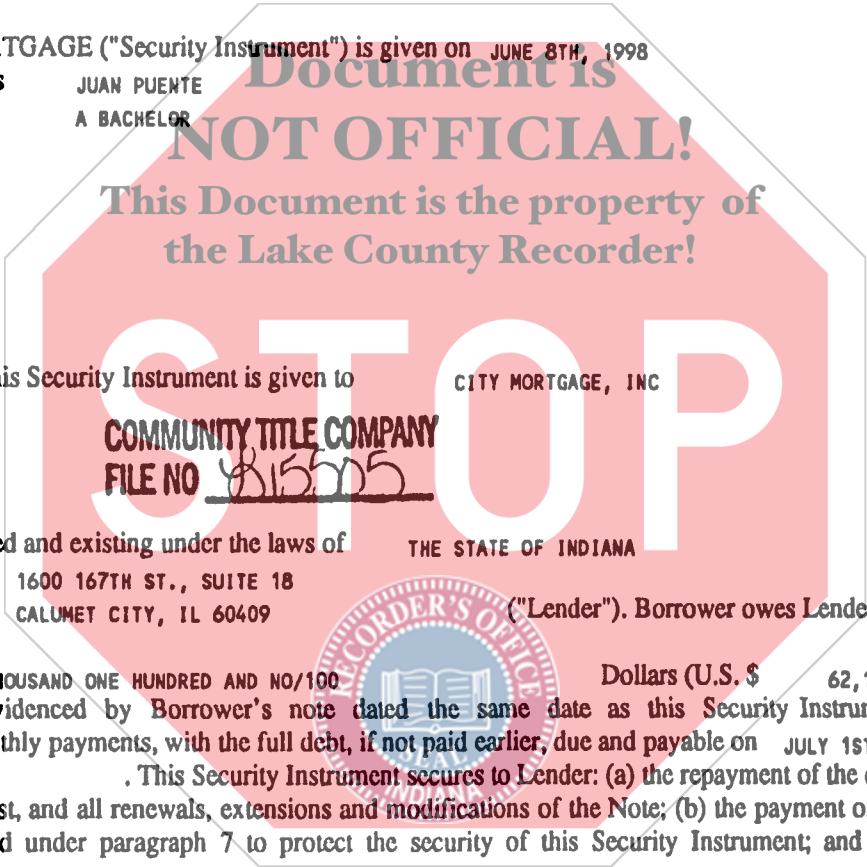 TGAGE ("Security Instrument") is given on JUNE 8TH, 1998
s JUAN PUENTE
A BACHELOR
Document is
NOT OFFICIAL!
This Document is the property of
the Lake County Recorder!
STOP
is Security Instrument is given to CITY MORTGAGE, INC
COMMUNITY TITLE COMPANY
FILE NO
ed and existing under the laws of THE STATE OF INDIANA
1600 167TH ST., SUITE 18
CALUMET CITY, IL 60409 ("Lender"). Borrower owes Lende
RECORDER'S OFFICE
SEAL
INDIANA
OUSAND ONE HUNDRED AND NO/100 Dollars (U.S. $ 62,1
videnced by Borrower's note dated the same date as this Security Instrum
thly payments, with the full debt, if not paid earlier, due and payable on JULY 1ST
. This Security Instrument secures to Lender: (a) the repayment of the
st, and all renewals, extensions and modifications of the Note; (b) the payment o
d under paragraph 7 to protect the security of this Security Instrument; and